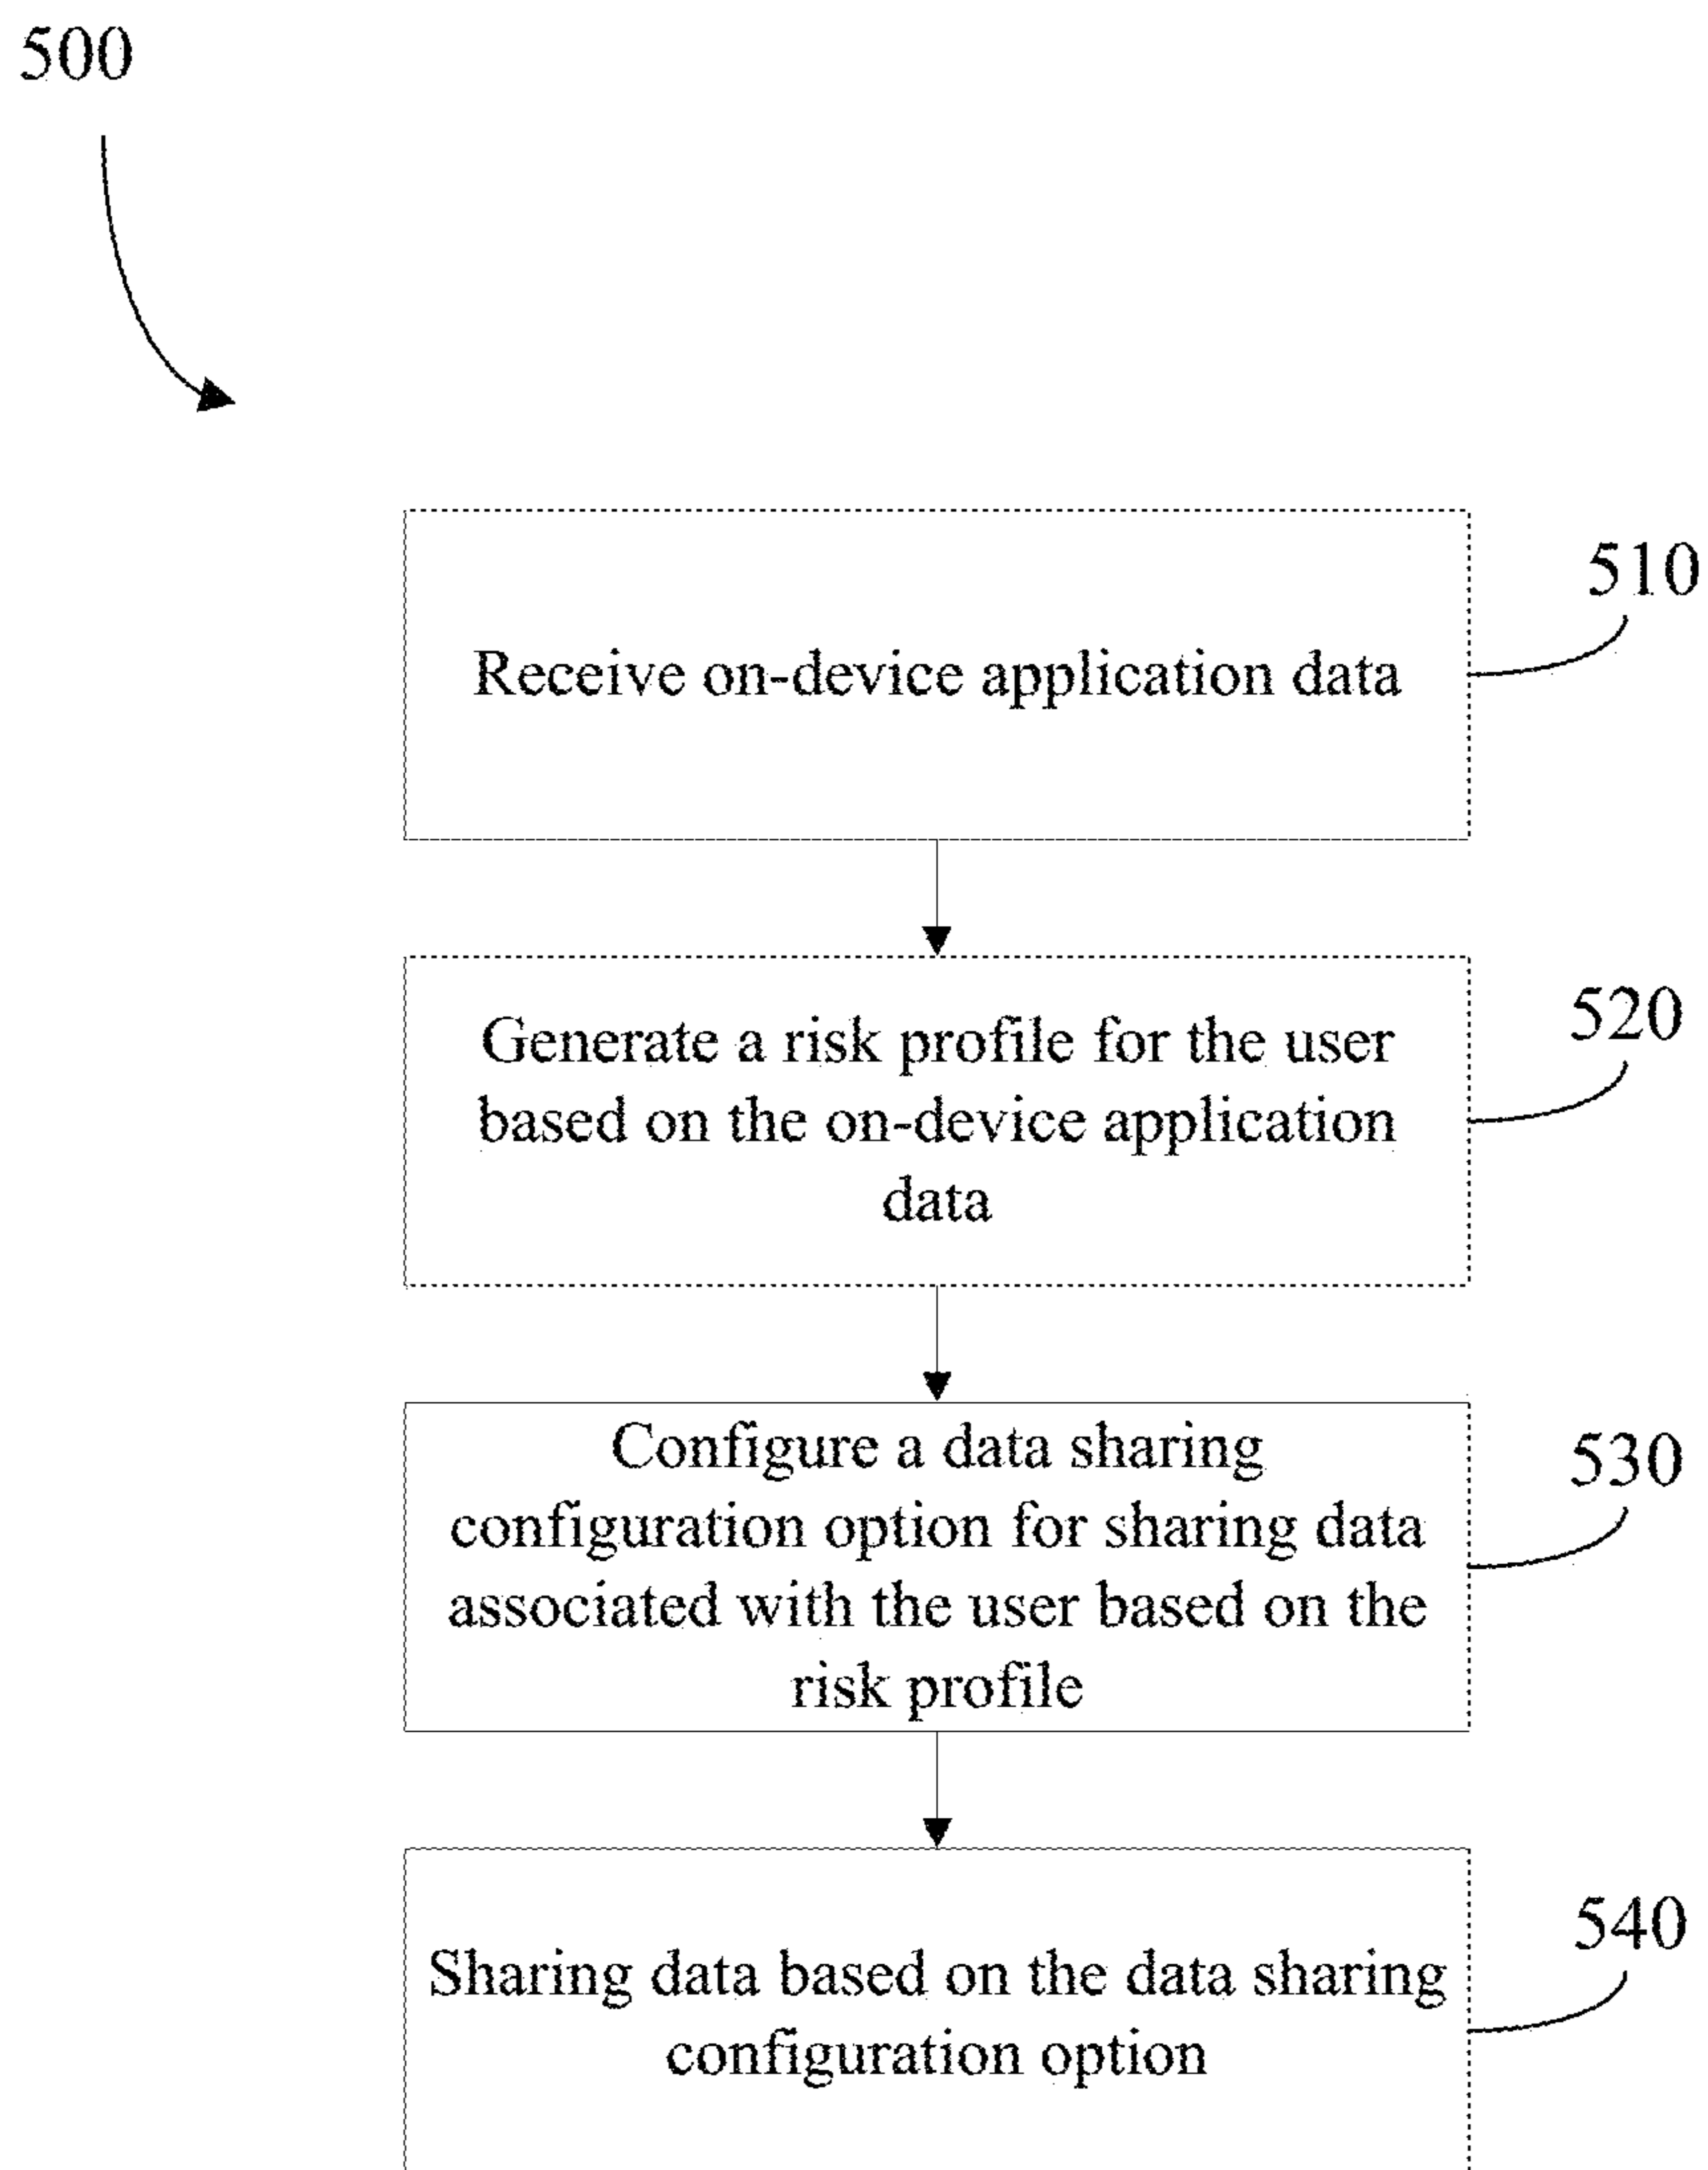 500
510
Receive on-device application data
520
Generate a risk profile for the user
based on the on-device application
data
530
Configure a data sharing
configuration option for sharing data
associated with the user based on the
risk profile
540
Sharing data based on the data sharing
configuration option